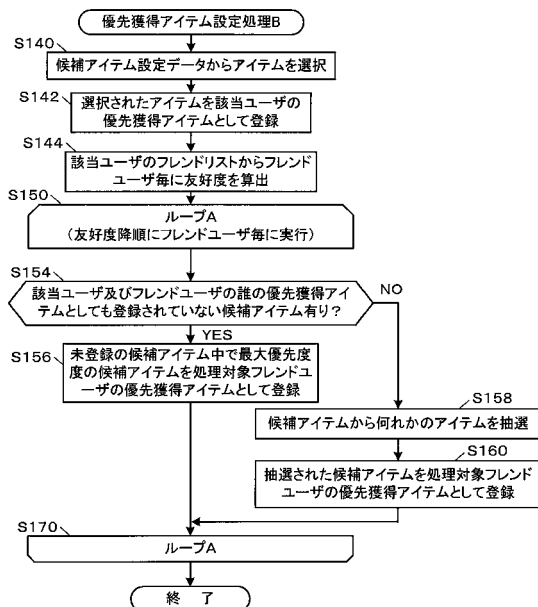 優先獲得アイテム設定処理B
S140
候補アイテム設定データからアイテムを選択
S142
選択されたアイテムを該当ユーザの
優先獲得アイテムとして登録
S144
該当ユーザのフレンドリストからフレンド
ユーザ毎に友好度を算出
S150
ループA
(友好度降順にフレンドユーザ毎に実行)
S154
該当ユーザ及びフレンドユーザの誰の優先獲得アイ
テムとしても登録されていない候補アイテム有り?
NO
YES
S156
未登録の候補アイテム中で最大優先度
度の候補アイテムを処理対象フレンドユ
ーザの優先獲得アイテムとして登録
S158
候補アイテムから何れかのアイテムを抽選
S160
抽選された候補アイテムを処理対象フレンド
ユーザの優先獲得アイテムとして登録
S170
ループA
終 了